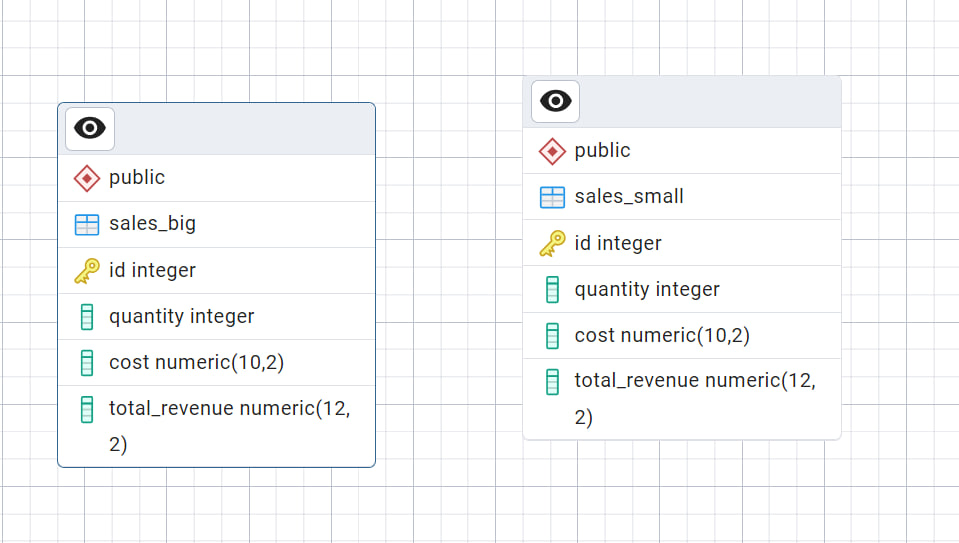 public
sales_big
id integer
quantity integer
cost numeric(10,2)
total_revenue numeric(12,
2)
public
sales_small
id integer
quantity integer
cost numeric(10,2)
total_revenue numeric(12,
2)